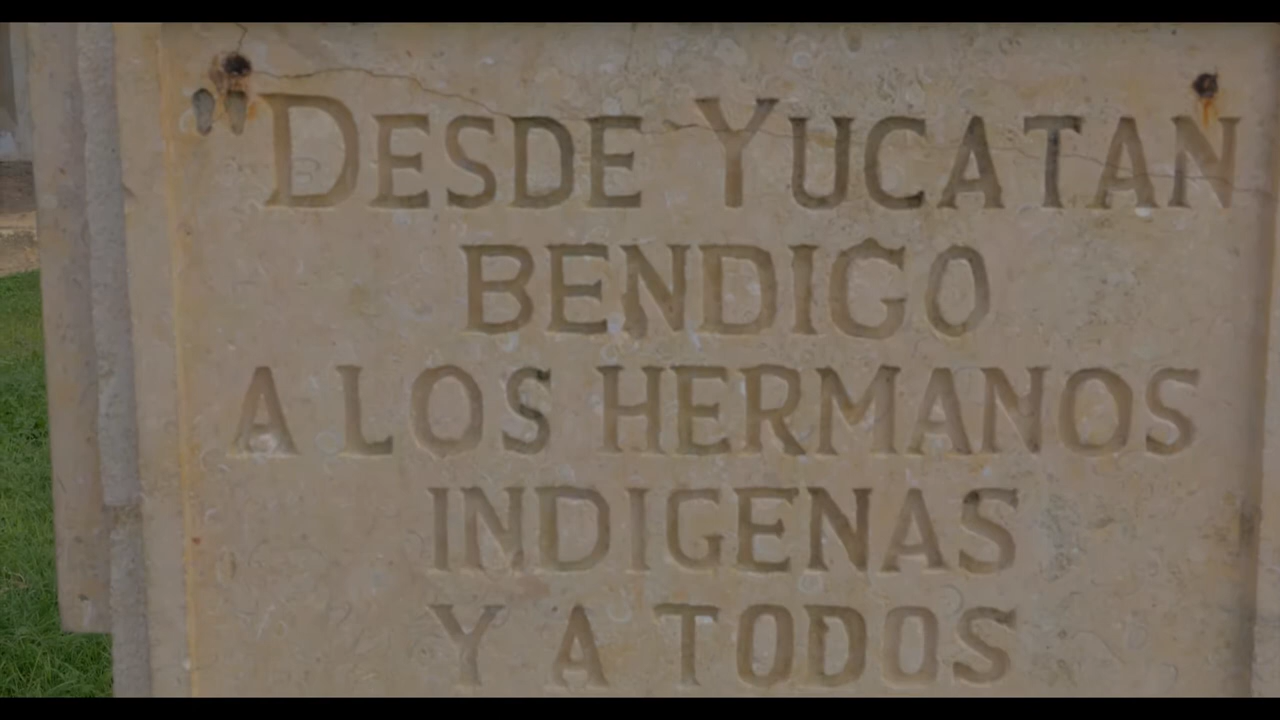 "DESDE YUCATAN
BENDIGO
A LOS HERMANOS
INDIGENAS
Y A TODOS